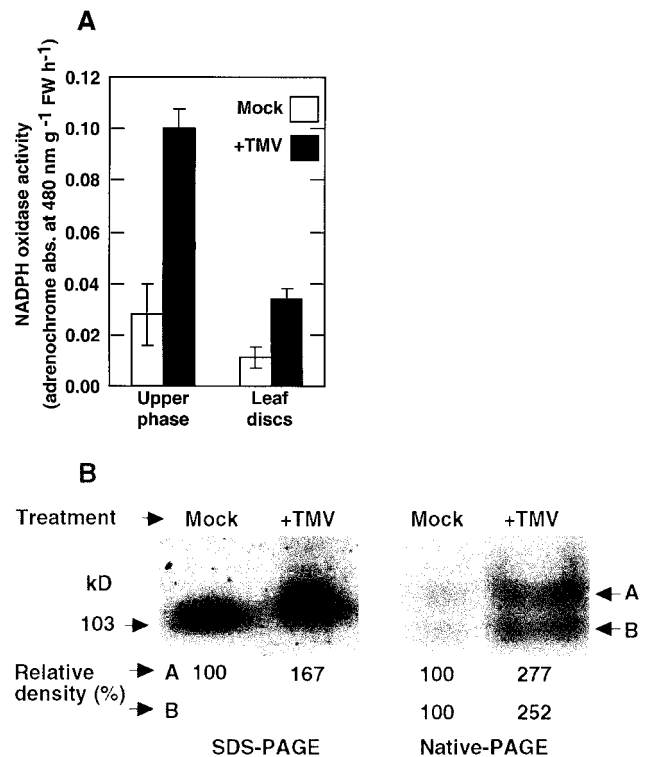 A
NADPH oxidase activity
(adrenochrome abs. at 480 nm g⁻¹ FW h⁻¹)
0.12
0.10
0.08
0.06
0.04
0.02
0.00
Mock
+TMV
Upper
phase
Leaf
discs
B
Treatment
Mock
+TMV
Mock
+TMV
kD
103
A
B
Relative
density (%)
A 100 167 100 277
B 100 252
SDS-PAGE
Native-PAGE